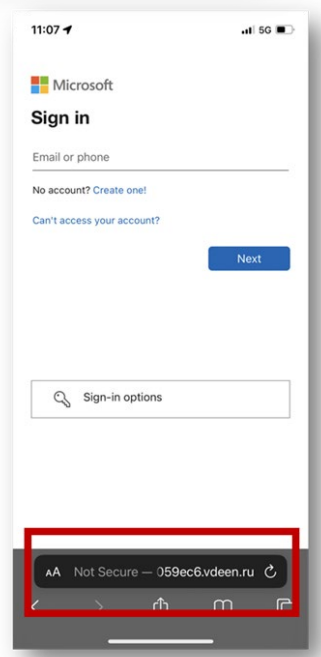 11:07
5G
Microsoft
Sign in
Email or phone
No account? Create one!
Can't access your account?
Next
Sign-in options
AA Not Secure — 059ec6.vdeen.ru